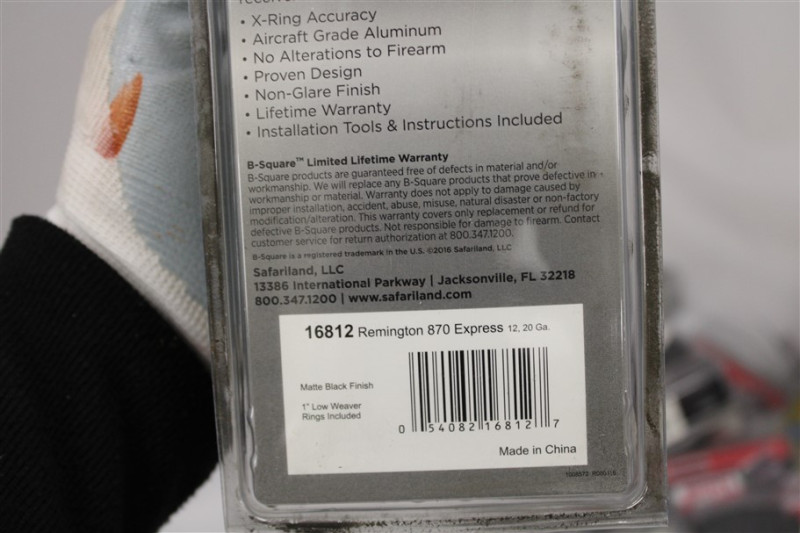 • X-Ring Accuracy
• Aircraft Grade Aluminum
• No Alterations to Firearm
• Proven Design
• Non-Glare Finish
• Lifetime Warranty
• Installation Tools & Instructions Included
B-Square™ Limited Lifetime Warranty
B-Square products are guaranteed free of defects in material and/or
workmanship. We will replace any B-Square products that prove defective in
workmanship or material. Warranty does not apply to damage caused by
improper installation, accident, abuse, misuse, natural disaster or non-factory
modification/alteration. This warranty covers only replacement or refund for
defective B-Square products. Not responsible for damage to firearm. Contact
customer service for return authorization at 800.347.1200.
B-Square is a registered trademark in the U.S. ©2016 Safariland, LLC
Safariland, LLC
13386 International Parkway | Jacksonville, FL 32218
800.347.1200 | www.safariland.com
16812 Remington 870 Express 12, 20 Ga.
Matte Black Finish
1" Low Weaver
Rings Included
0 54082 16812 7
Made in China